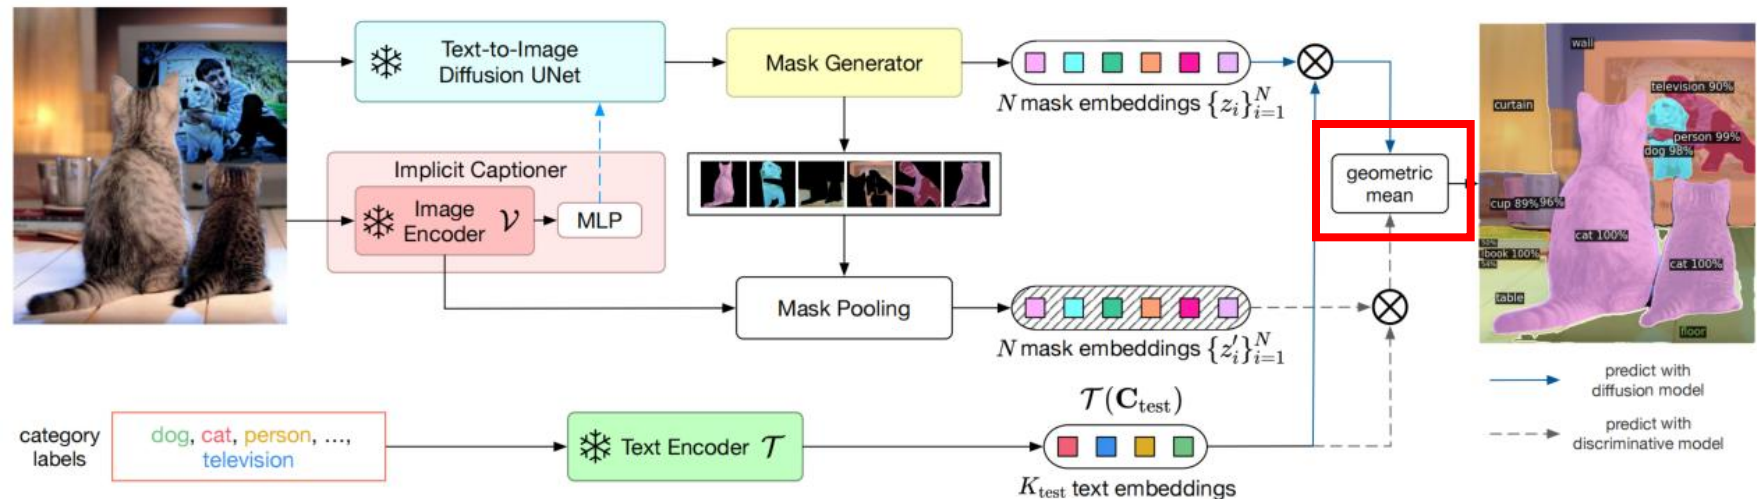 Text-to-Image
Diffusion UNet
Mask Generator
N mask embeddings {z_i}_{i=1}^N
Implicit Captioner
Image
Encoder V
MLP
geometric
mean
Mask Pooling
N mask embeddings {z'_i}_{i=1}^N
category
labels
dog, cat, person, ...,
television
Text Encoder T
T(C_test)
K_test text embeddings
wall
television 90%
curtain
person 99%
dog 98%
cup 89% 96%
cat 100%
book 100%
cat 100%
table
floor
predict with
diffusion model
predict with
discriminative model